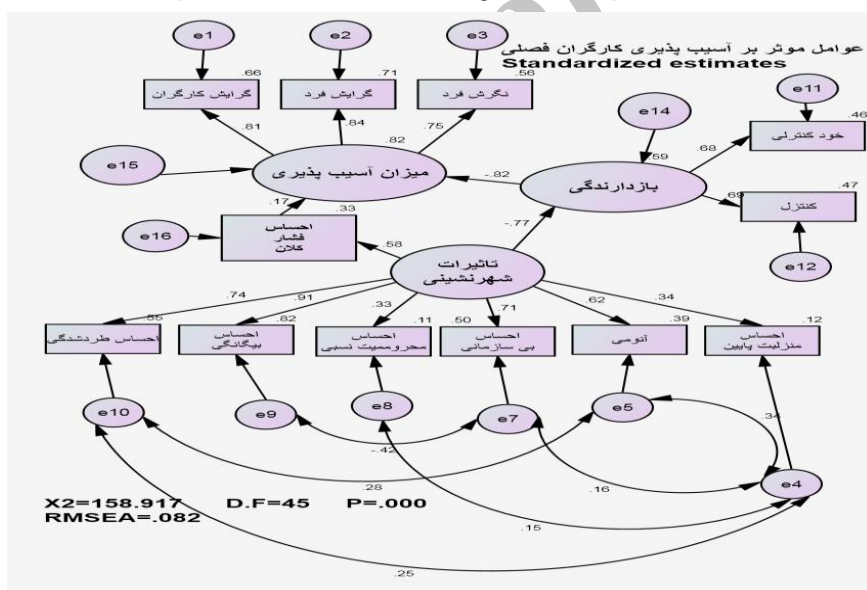 عوامل موثر بر آسیب پذیری کارگران فصلی
Standardized estimates
e1
e2
e3
.66
.71
.56
گرایش کارگران
گرایش فرد
نگرش فرد
e14
e11
.46
خود کنترلی
.81
.84
.75
.82
.68
.59
e15
میزان آسیب پذیری
-.82
بازدارندگی
.69
.47
کنتزل
.17
.33
احساس
فشار
کلان
e16
.58
-.77
تاثیرات
شهرنشینی
e12
.74
.91
.33
.71
.62
.34
.55
.82
.11
.50
.39
.12
احساس طردشدگی
احساس
بیگانگی
احساس
محرومیت نسبی
احساس
بی سازمانی
آنومی
احساس
منزلت پایین
e10
e9
e8
e7
e5
e4
-.42
.34
.28
.16
.15
.25
X2=158.917 D.F=45 P=.000
RMSEA=.082